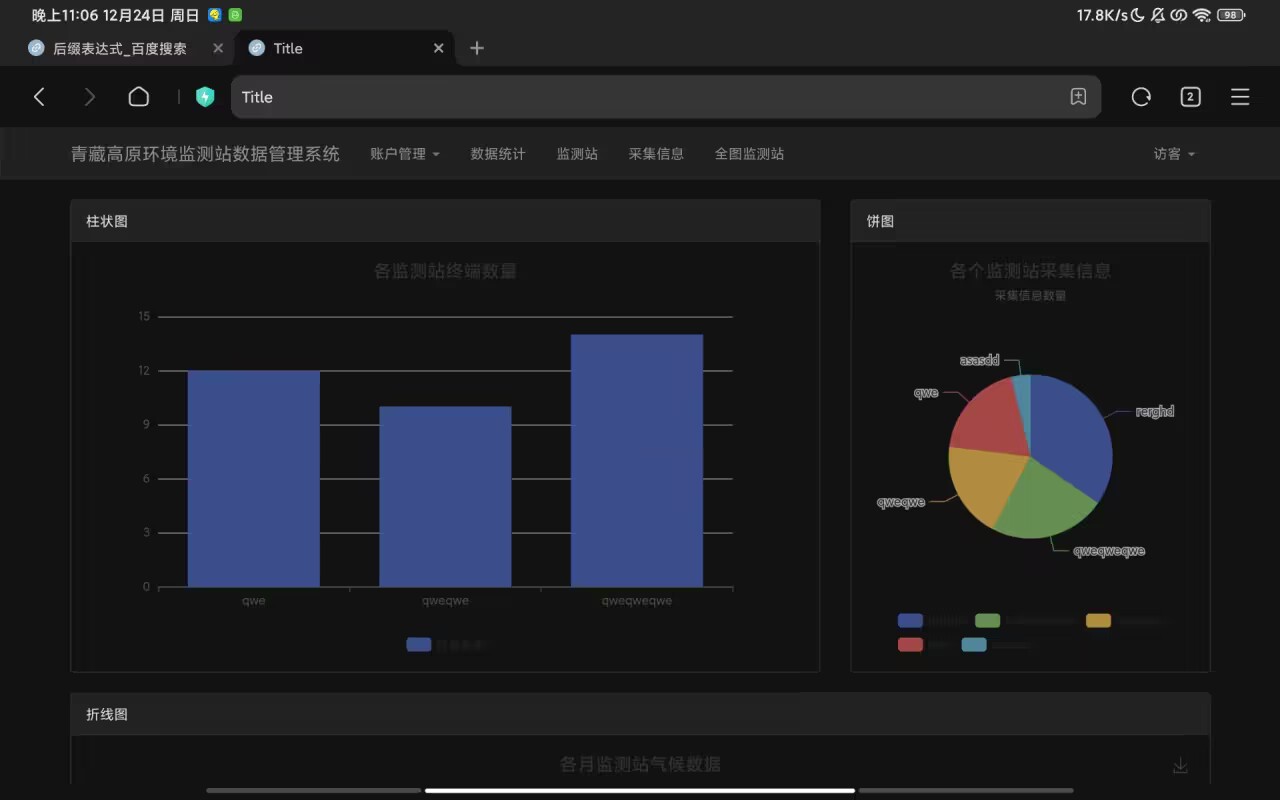 晚上11:06 12月24日 周日
17.8K/s 98
后缀表达式_百度搜索
Title
Title
2
青藏高原环境监测站数据管理系统 账户管理 数据统计 监测站 采集信息 全图监测站 访客
柱状图
各监测站终端数量
15
12
9
6
3
0
qwe qweqwe qweqweqwe
饼图
各个监测站采集信息
采集信息数量
asasdd
qwe
rerghd
qweqwe
qweqweqwe
折线图
各月监测站气候数据